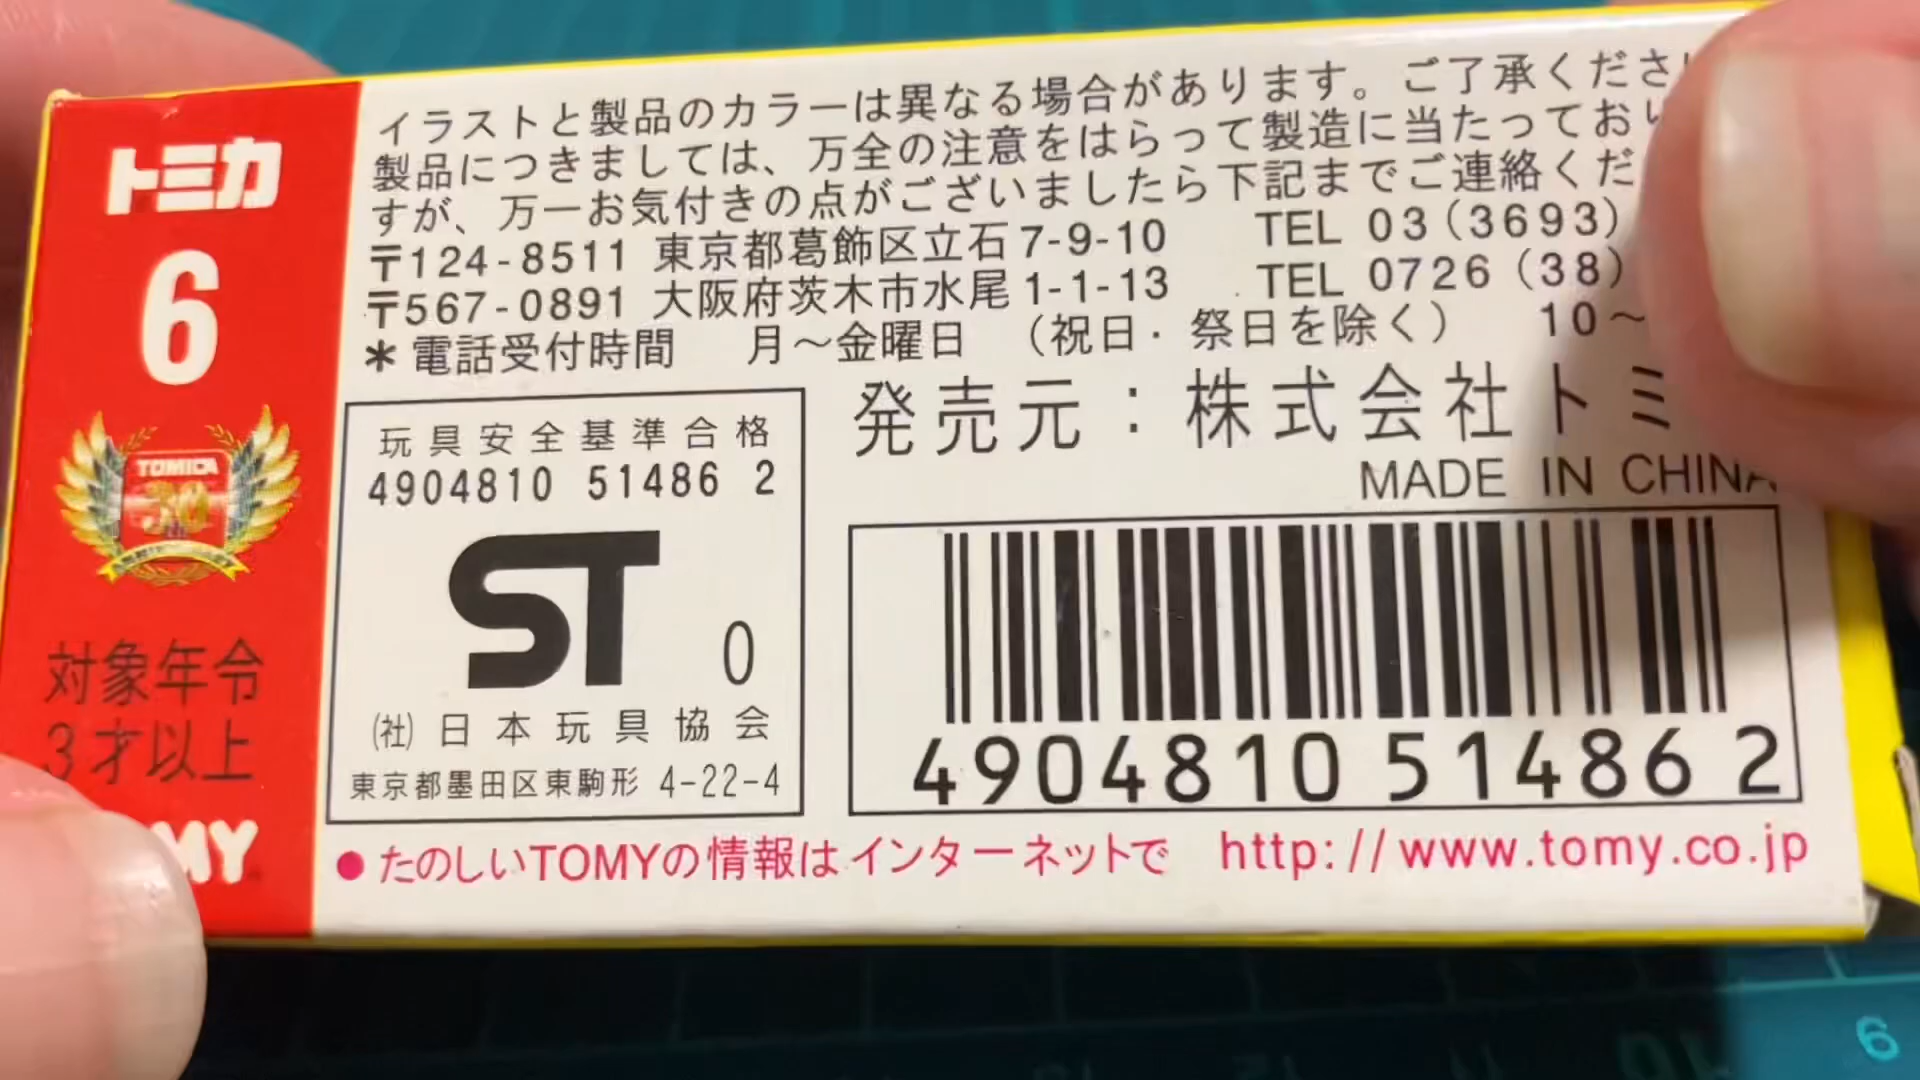 トミカ
6
TOMICA
30
対象年令
3才以上
イラストと製品のカラーは異なる場合があります。ご了承くださ
製品につきましては、万全の注意をはらって製造に当たっており
すが、万一お気付きの点がございましたら下記までご連絡くだ
〒124-8511 東京都葛飾区立石7-9-10 TEL 03(3693)
〒567-0891 大阪府茨木市水尾1-1-13 TEL 0726(38)
*電話受付時間 月～金曜日 (祝日・祭日を除く) 10～
玩具安全基準合格
4904810 51486 2
ST 0
(社)日本玩具協会
東京都墨田区東駒形 4-22-4
発売元：株式会社トミ
MADE IN CHINA
4904810 51486 2
●たのしいTOMYの情報はインターネットで http://www.tomy.co.jp
6